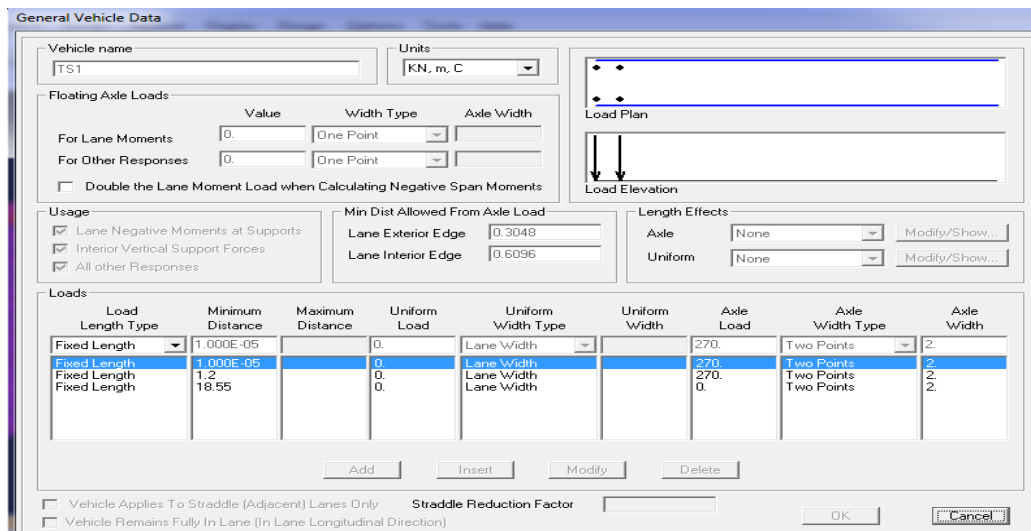 General Vehicle Data
Vehicle name
TS1
Units
KN, m, C
Floating Axle Loads
Value Width Type Axle Width
For Lane Moments 0. One Point
For Other Responses 0. One Point
Double the Lane Moment Load when Calculating Negative Span Moments
Load Plan
Load Elevation
Usage
Lane Negative Moments at Supports
Interior Vertical Support Forces
All other Responses
Min Dist Allowed From Axle Load
Lane Exterior Edge 0.3048
Lane Interior Edge 0.6096
Length Effects
Axle None Modify/Show...
Uniform None Modify/Show...
Loads
Load Length Type Minimum Distance Maximum Distance Uniform Load Uniform Width Type Uniform Width Axle Load Axle Width Type Axle Width
Fixed Length 1.000E-05 0. Lane Width 270. Two Points 2.
Fixed Length 1.000E-05 0. Lane Width 270. Two Points 2.
Fixed Length 1.2 0. Lane Width 270. Two Points 2.
Fixed Length 18.55 0. Lane Width 0. Two Points 2.
Add Insert Modify Delete
Vehicle Applies To Straddle (Adjacent) Lanes Only Straddle Reduction Factor
Vehicle Remains Fully In Lane (In Lane Longitudinal Direction)
OK Cancel